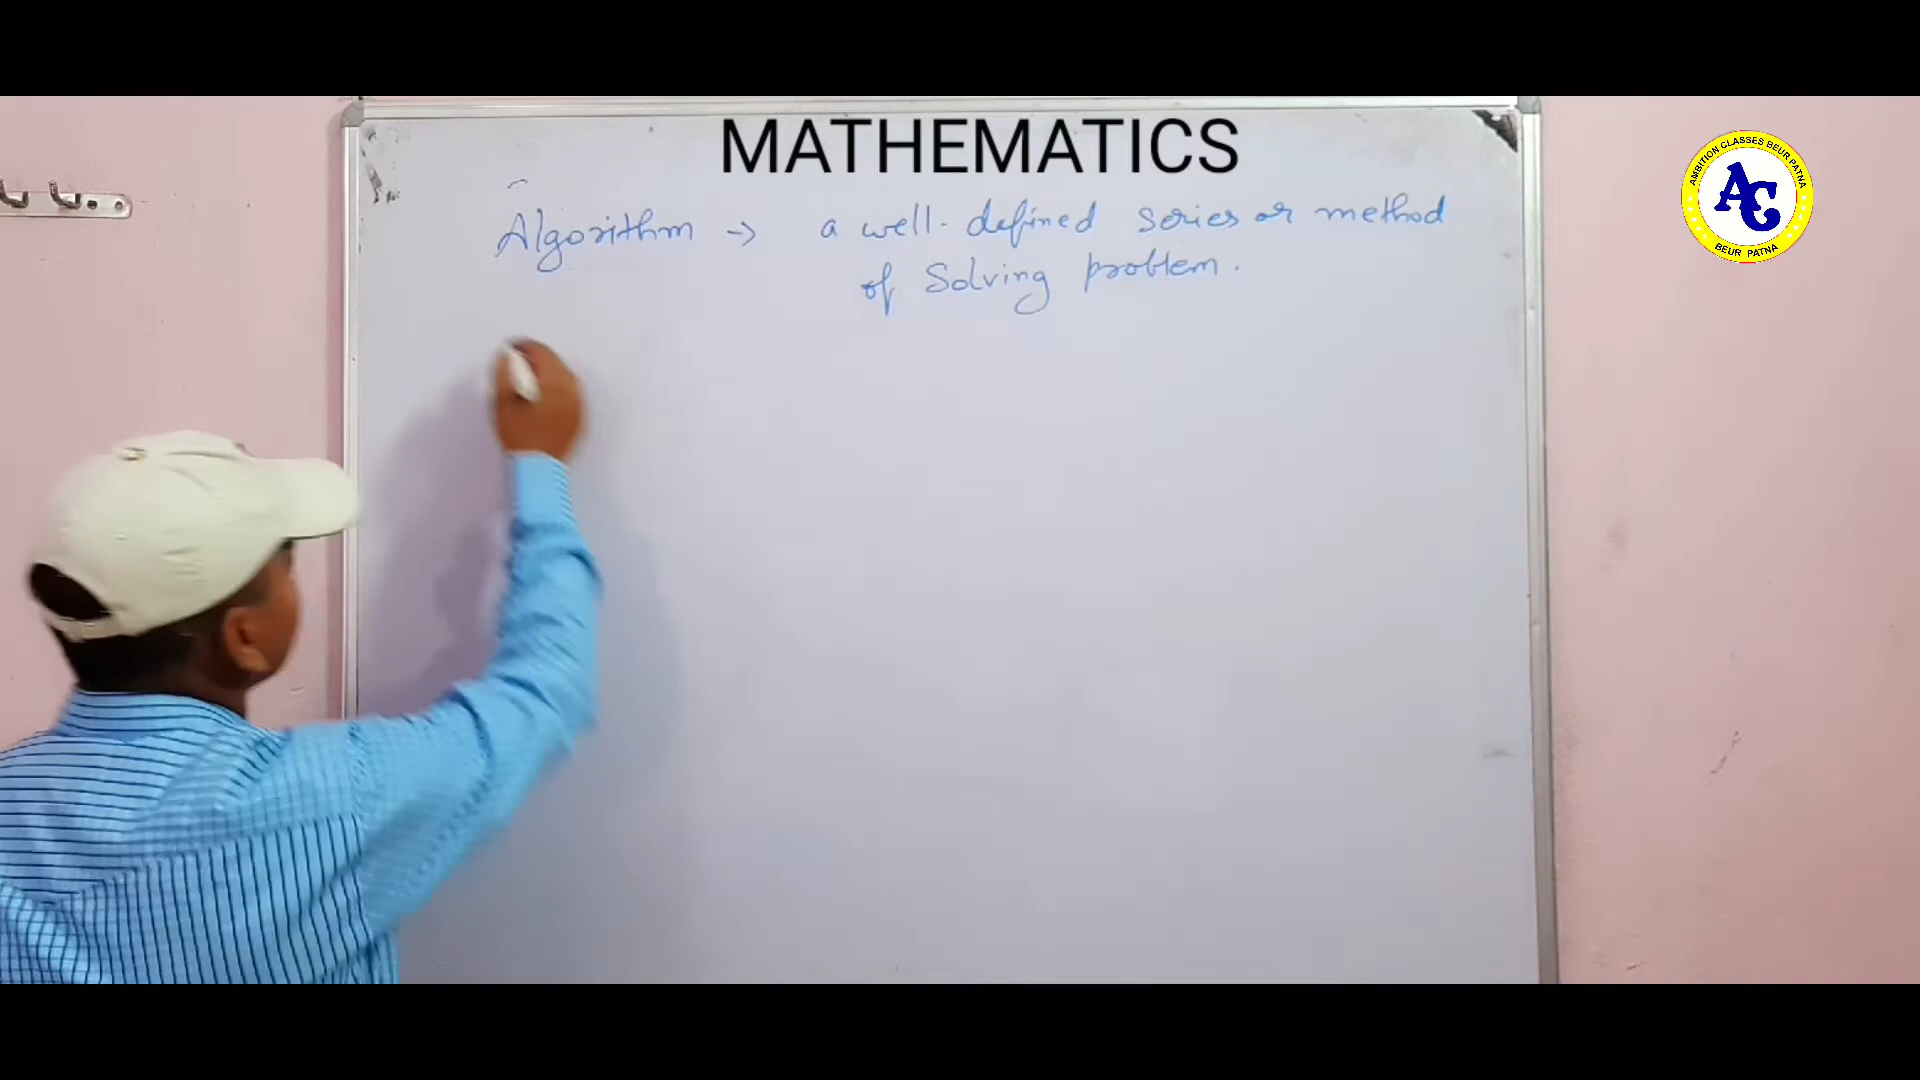 MATHEMATICS
Algorithm → a well-defined series or method
of Solving problem.
AMBITION CLASSES BEUR PATNA
AC
BEUR PATNA